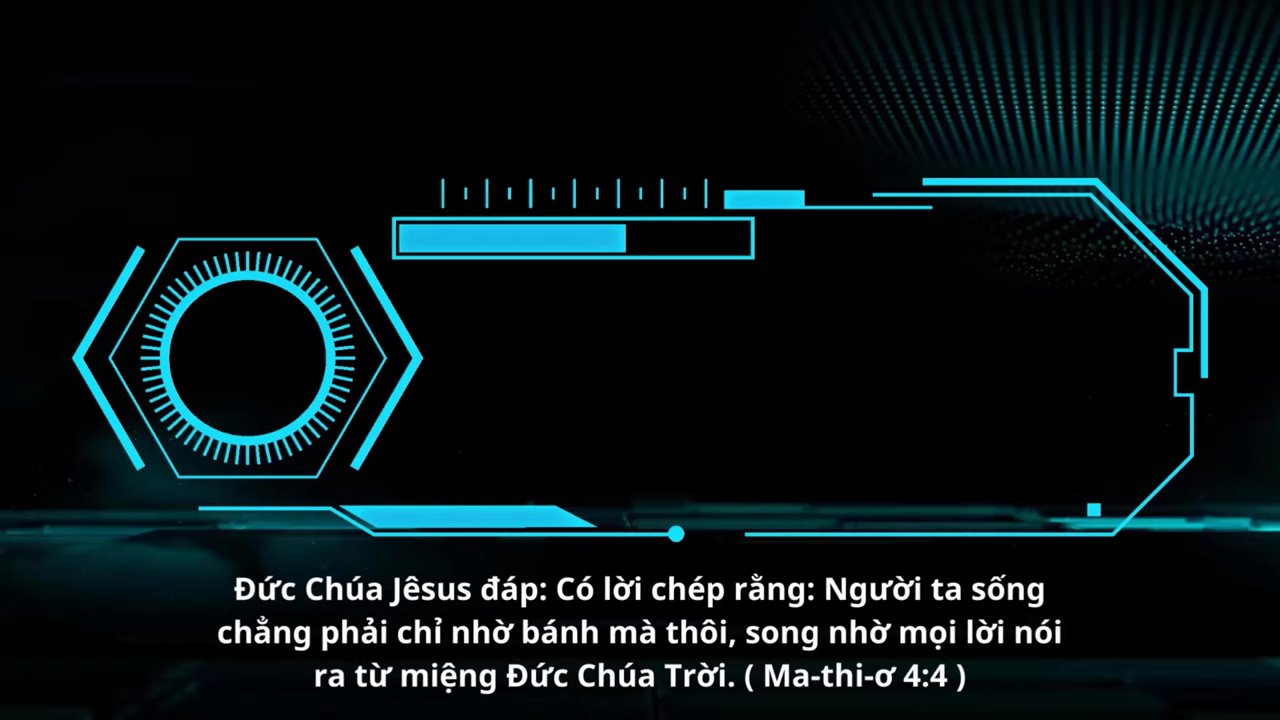 Đức Chúa Jêsus đáp: Có lời chép rằng: Người ta sống
chẳng phải chỉ nhờ bánh mà thôi, song nhờ mọi lời nói
ra từ miệng Đức Chúa Trời. ( Ma-thi-ơ 4:4 )